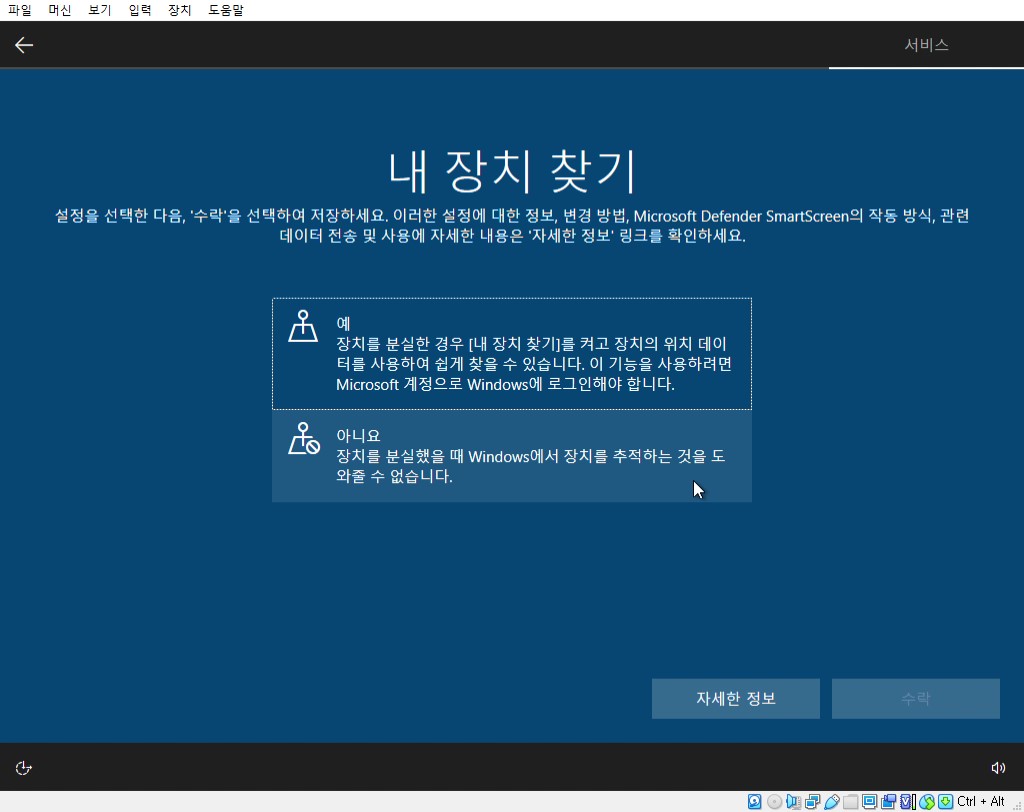 파일 머신 보기 입력 장치 도움말
서비스
내 장치 찾기
설정을 선택한 다음, '수락'을 선택하여 저장하세요. 이러한 설정에 대한 정보, 변경 방법, Microsoft Defender SmartScreen의 작동 방식, 관련
데이터 전송 및 사용에 자세한 내용은 '자세한 정보' 링크를 확인하세요.
예
장치를 분실한 경우 [내 장치 찾기]를 켜고 장치의 위치 데이
터를 사용하여 쉽게 찾을 수 있습니다. 이 기능을 사용하려면
Microsoft 계정으로 Windows에 로그인해야 합니다.
아니요
장치를 분실했을 때 Windows에서 장치를 추적하는 것을 도
와줄 수 없습니다.
자세한 정보 수락
Ctrl + Alt